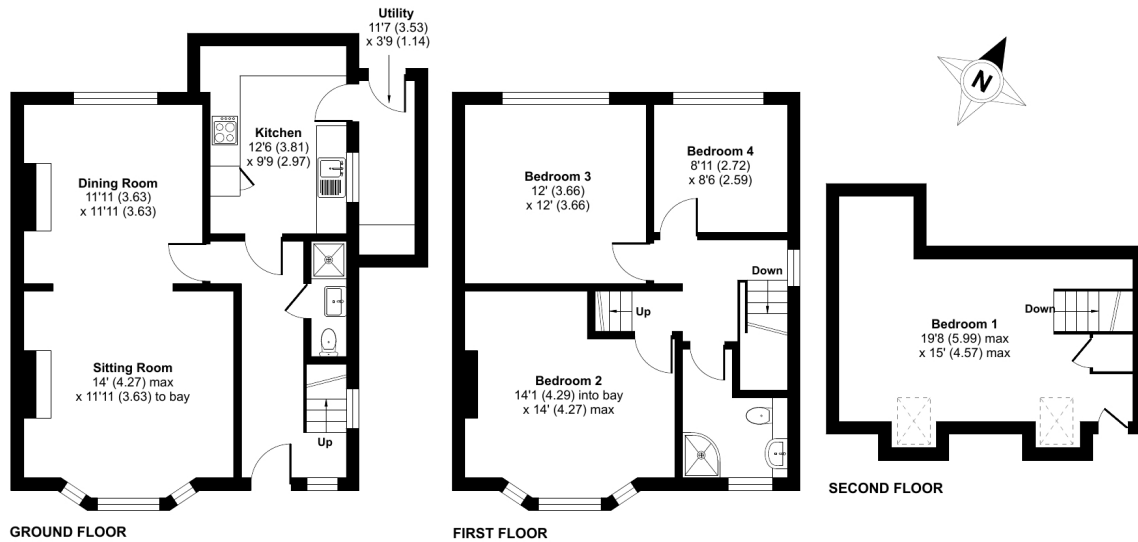 Utility
11'7 (3.53)
x 3'9 (1.14)
Kitchen
12'6 (3.81)
x 9'9 (2.97)
Dining Room
11'11 (3.63)
x 11'11 (3.63)
Sitting Room
14' (4.27) max
x 11'11 (3.63) to bay
Up
GROUND FLOOR
Bedroom 3
12' (3.66)
x 12' (3.66)
Bedroom 4
8'11 (2.72)
x 8'6 (2.59)
Down
Up
Bedroom 2
14'1 (4.29) into bay
x 14' (4.27) max
FIRST FLOOR
N
Down
Bedroom 1
19'8 (5.99) max
x 15' (4.57) max
SECOND FLOOR